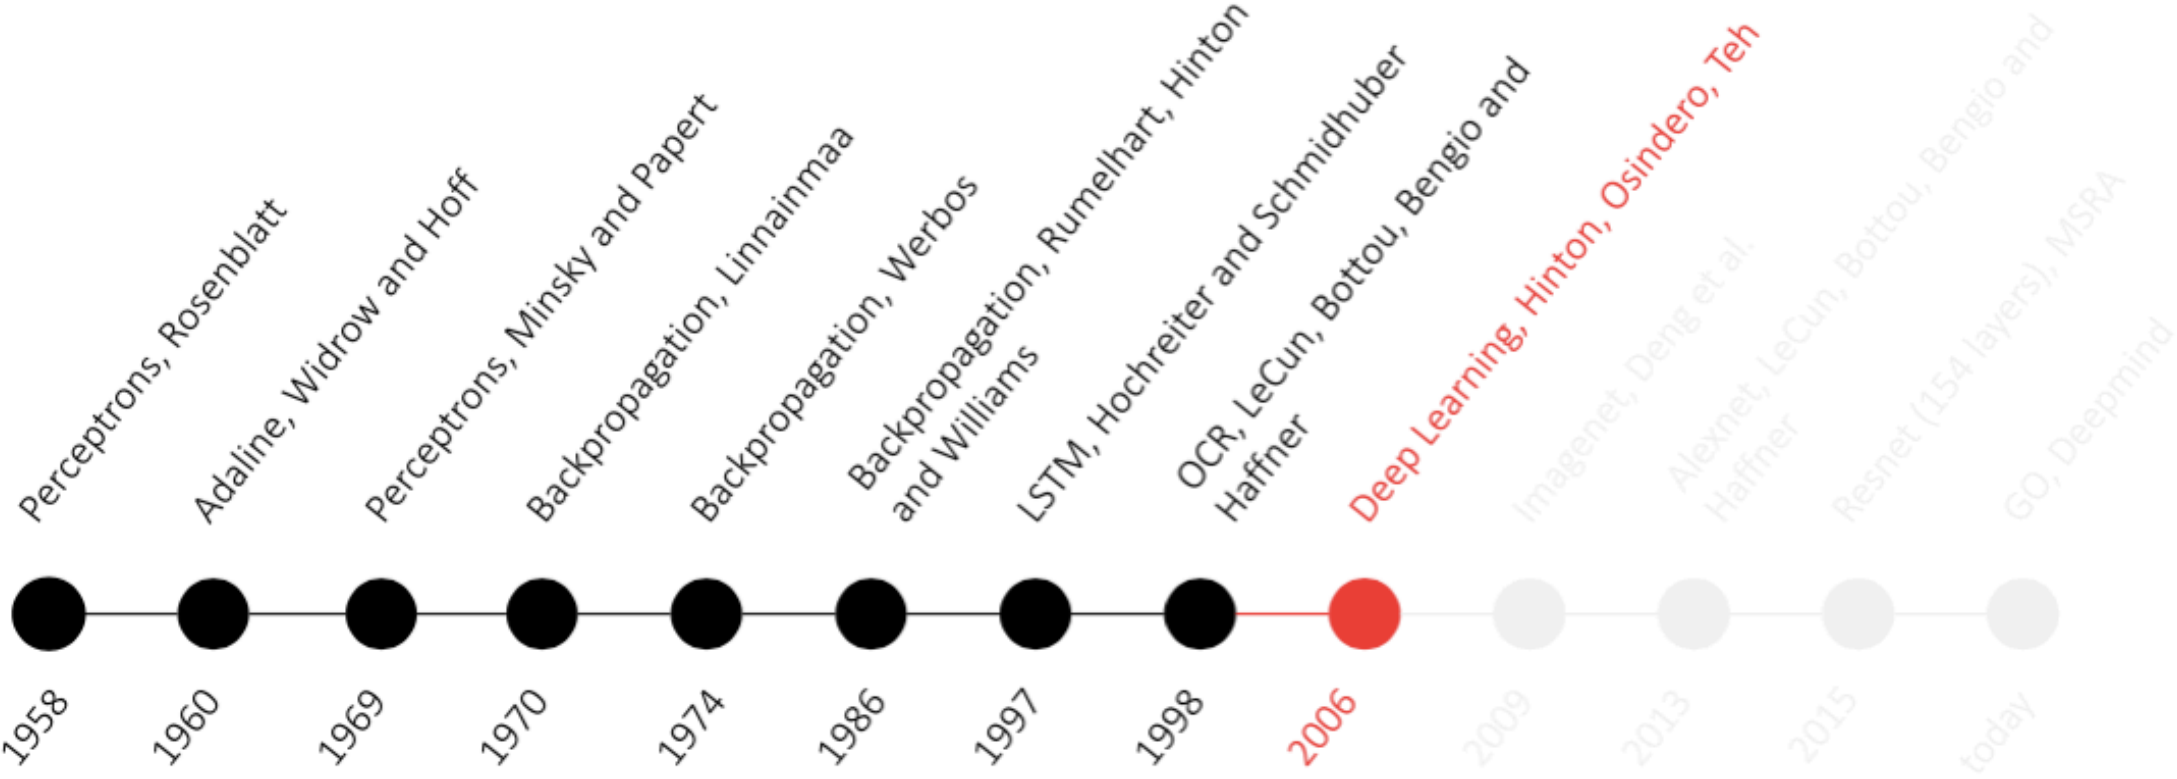 Perceptrons, Rosenblatt
Adaline, Widrow and Hoff
Perceptrons, Minsky and Papert
Backpropagation, Linnainmaa
Backpropagation, Werbos
Backpropagation, Rumelhart, Hinton
and Williams
LSTM, Hochreiter and Schmidhuber
OCR, LeCun, Bottou, Bengio and
Haffner
Deep Learning, Hinton, Osindero, Teh
Imagenet, Deng et al.
Alexnet, LeCun, Bottou, Bengio and
Haffner
Resnet (154 layers), MSRA
GO, Deepmind
1958
1960
1969
1970
1974
1986
1997
1998
2006
2009
2013
2015
today